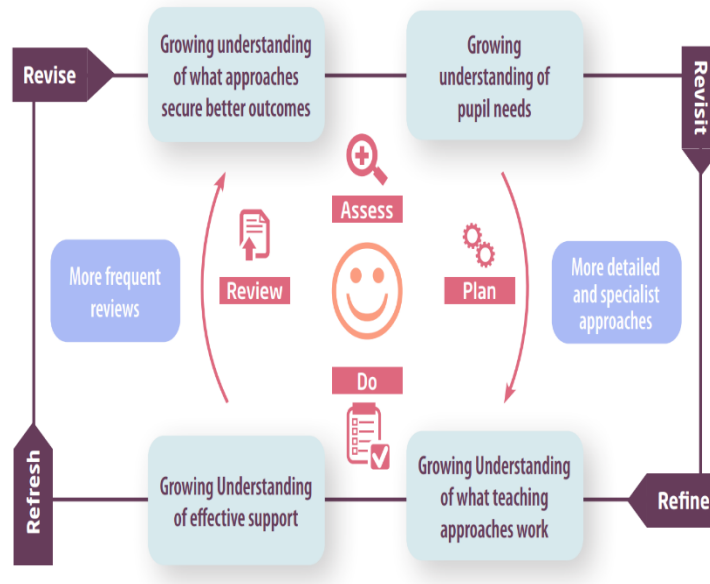 Revise
Growing understanding
of what approaches
secure better outcomes
Growing
understanding of
pupil needs
Revisit
Assess
More frequent
reviews
Review
Plan
More detailed
and specialist
approaches
Do
Refresh
Growing Understanding
of effective support
Growing Understanding
of what teaching
approaches work
Refine